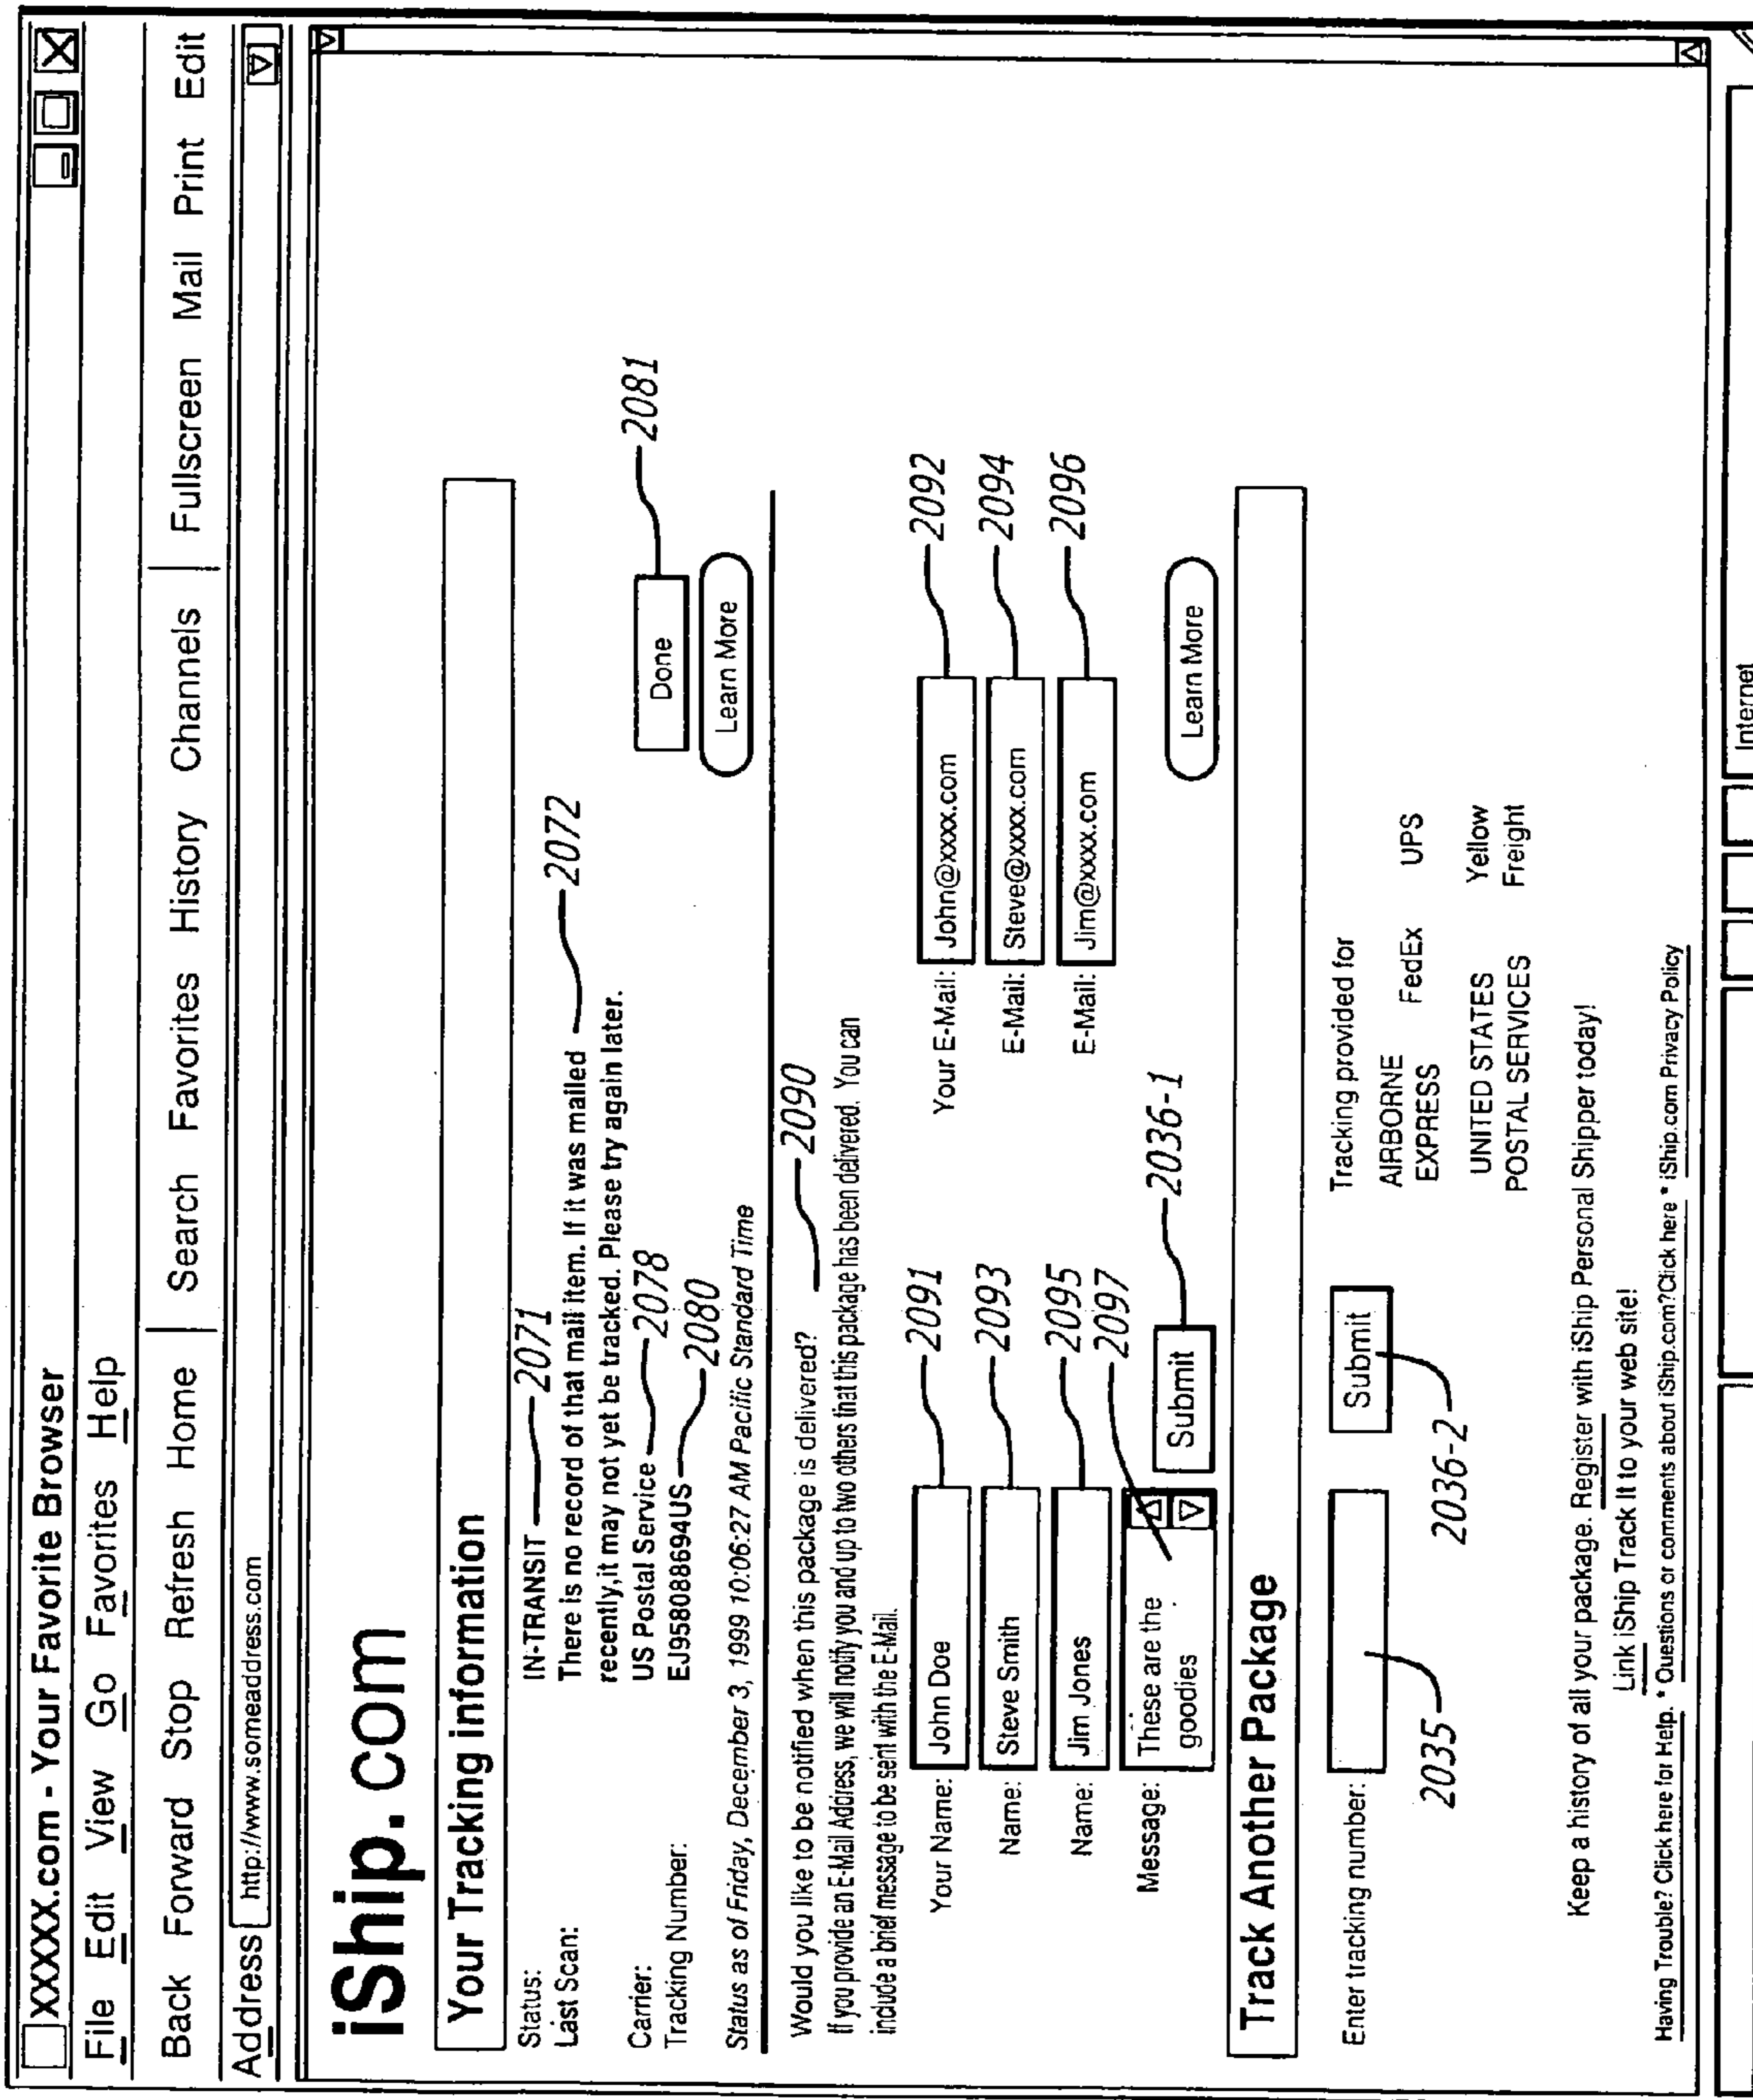 XXXXX.com - Your Favorite Browser
File Edit View Go Favorites Help
Back Forward Stop Refresh Home Search Favorites History Channels Fullscreen Mail Print Edit
Address http://www.someaddress.com
iShip.com
Your Tracking information
Status: IN-TRANSIT 2071
Last Scan: There is no record of that mail item. If it was mailed 2072
recently,it may not yet be tracked. Please try again later.
Carrier: US Postal Service 2078
Done 2081
Tracking Number: EJ958088694US 2080
Learn More
Status as of Friday, December 3, 1999 10:06:27 AM Pacific Standard Time
Would you like to be notified when this package is delivered? 2090
If you provide an E-Mail Address, we will notify you and up to two others that this package has been delivered. You can
include a brief message to be sent with the E-Mail.
Your Name: John Doe 2091 Your E-Mail: John@xxxx.com 2092
Name: Steve Smith 2093 E-Mail: Steve@xxxx.com 2094
Name: Jim Jones 2095 E-Mail: Jim@xxxx.com 2096
2097
Message: These are the
goodies
Submit 2036-1 Learn More
Track Another Package
Enter tracking number: Submit Tracking provided for
2035 2036-2
AIRBORNE
EXPRESS FedEx UPS
UNITED STATES Yellow
POSTAL SERVICES Freight
Keep a history of all your package. Register with iShip Personal Shipper today!
Link iShip Track It to your web site!
Having Trouble? Click here for Help. * Questions or comments about iShip.com?Click here * iShip.com Privacy Policy
Internet